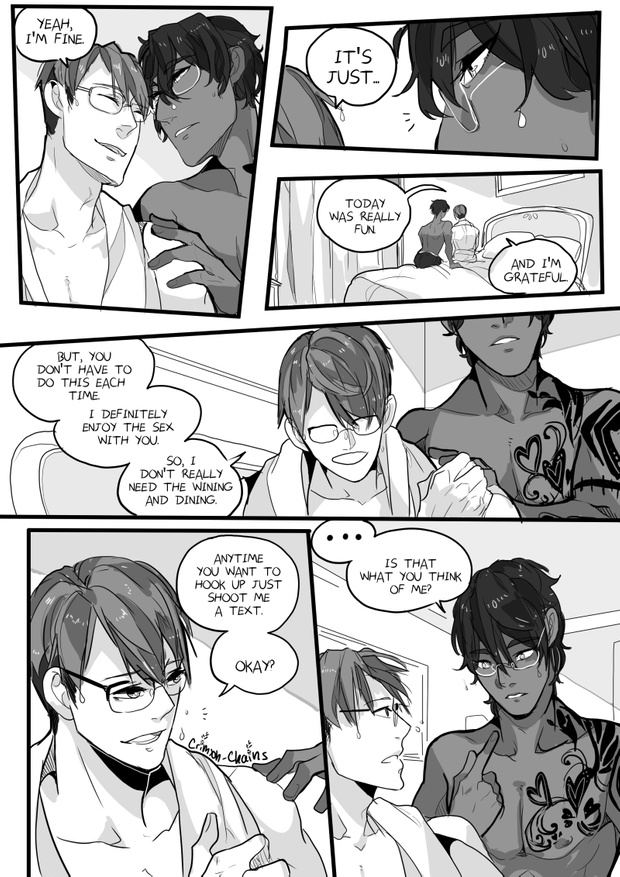 YEAH,
I'M FINE.
IT'S
JUST...
TODAY
WAS REALLY
FUN.
AND I'M
GRATEFUL.
BUT, YOU
DON'T HAVE TO
DO THIS EACH
TIME.
I DEFINITELY
ENJOY THE SEX
WITH YOU.
SO, I
DON'T REALLY
NEED THE WINING
AND DINING.
ANYTIME
YOU WANT TO
HOOK UP JUST
SHOOT ME
A TEXT.
OKAY?
Crimson-Chains
...
IS THAT
WHAT YOU THINK
OF ME?